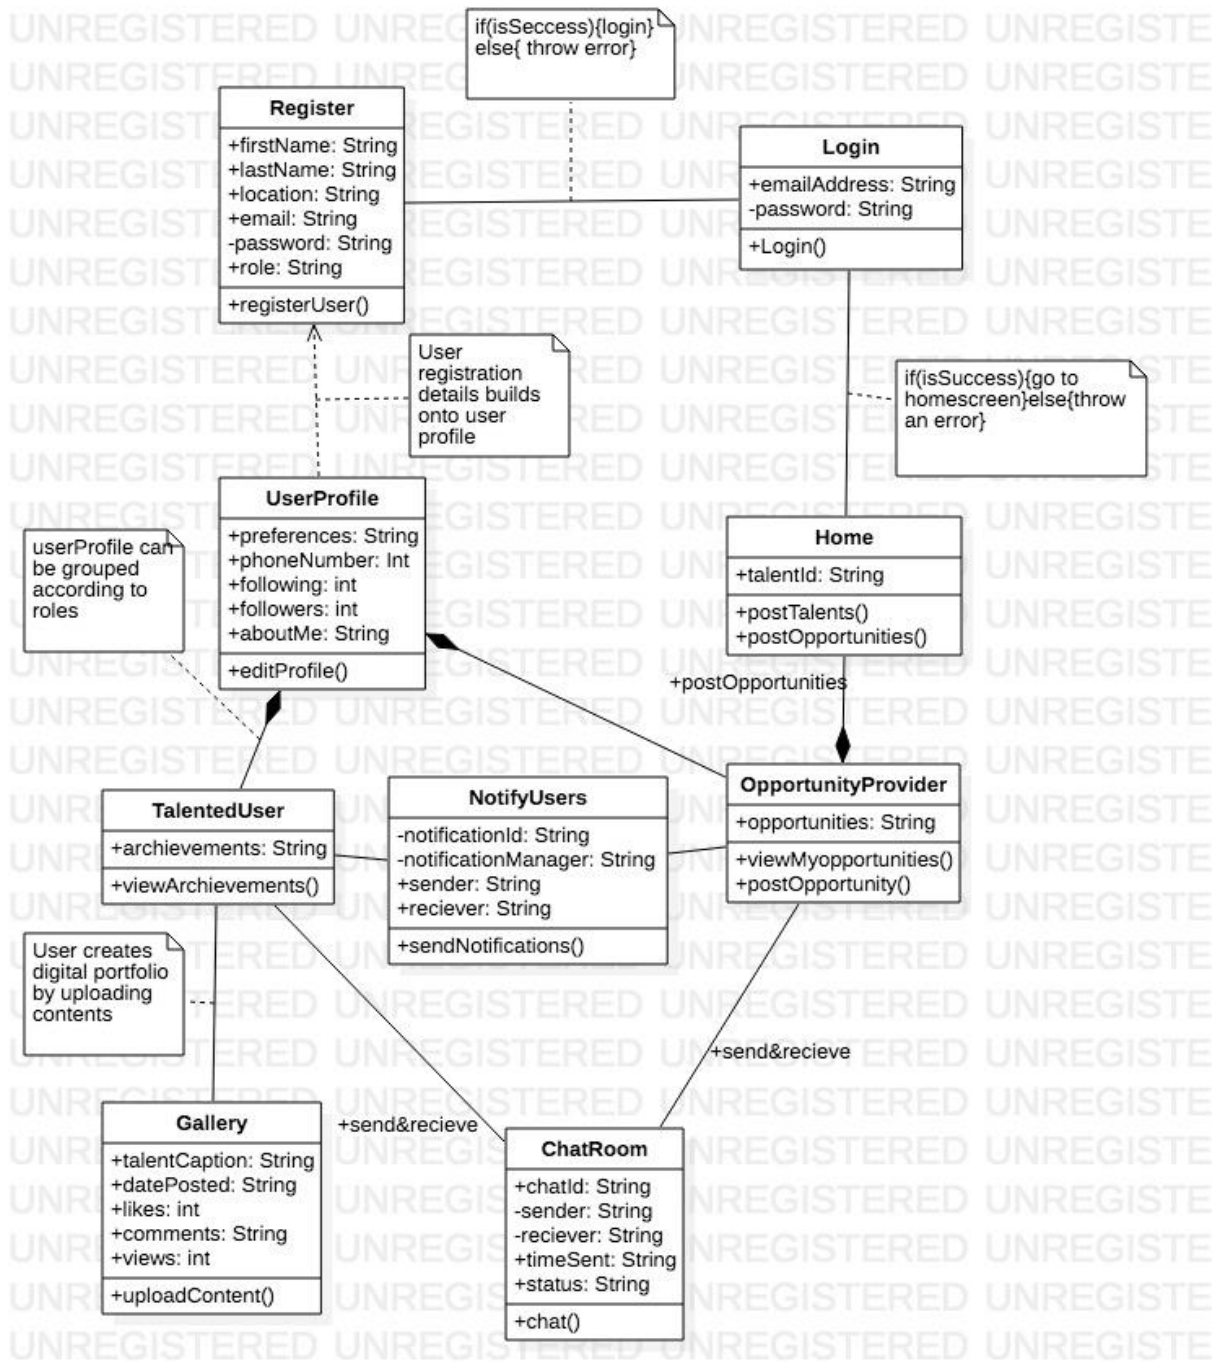 if(isSeccess){login}
else{ throw error}
Register
+firstName: String
+lastName: String
+location: String
+email: String
-password: String
+role: String
+registerUser()
Login
+emailAddress: String
-password: String
+Login()
User
registration
details builds
onto user
profile
if(isSuccess){go to
homescreen}else{throw
an error}
UserProfile
+preferences: String
+phoneNumber: Int
+following: int
+followers: int
+aboutMe: String
+editProfile()
userProfile can
be grouped
according to
roles
Home
+talentId: String
+postTalents()
+postOpportunities()
+postOpportunities
TalentedUser
+archievements: String
+viewArchievements()
NotifyUsers
-notificationId: String
-notificationManager: String
+sender: String
+reciever: String
+sendNotifications()
OpportunityProvider
+opportunities: String
+viewMyopportunities()
+postOpportunity()
User creates
digital portfolio
by uploading
contents
+send&recieve
+send&recieve
Gallery
+talentCaption: String
+datePosted: String
+likes: int
+comments: String
+views: int
+uploadContent()
ChatRoom
+chatId: String
-sender: String
-reciever: String
+timeSent: String
+status: String
+chat()
UNREGISTERED